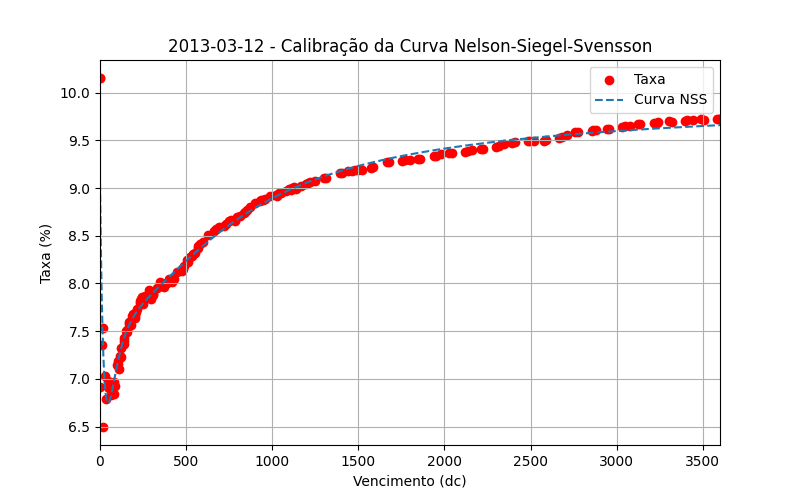 2013-03-12 - Calibração da Curva Nelson-Siegel-Svensson
Taxa
Curva NSS
Taxa (%)
10.0
9.5
9.0
8.5
8.0
7.5
7.0
6.5
0 500 1000 1500 2000 2500 3000 3500
Vencimento (dc)